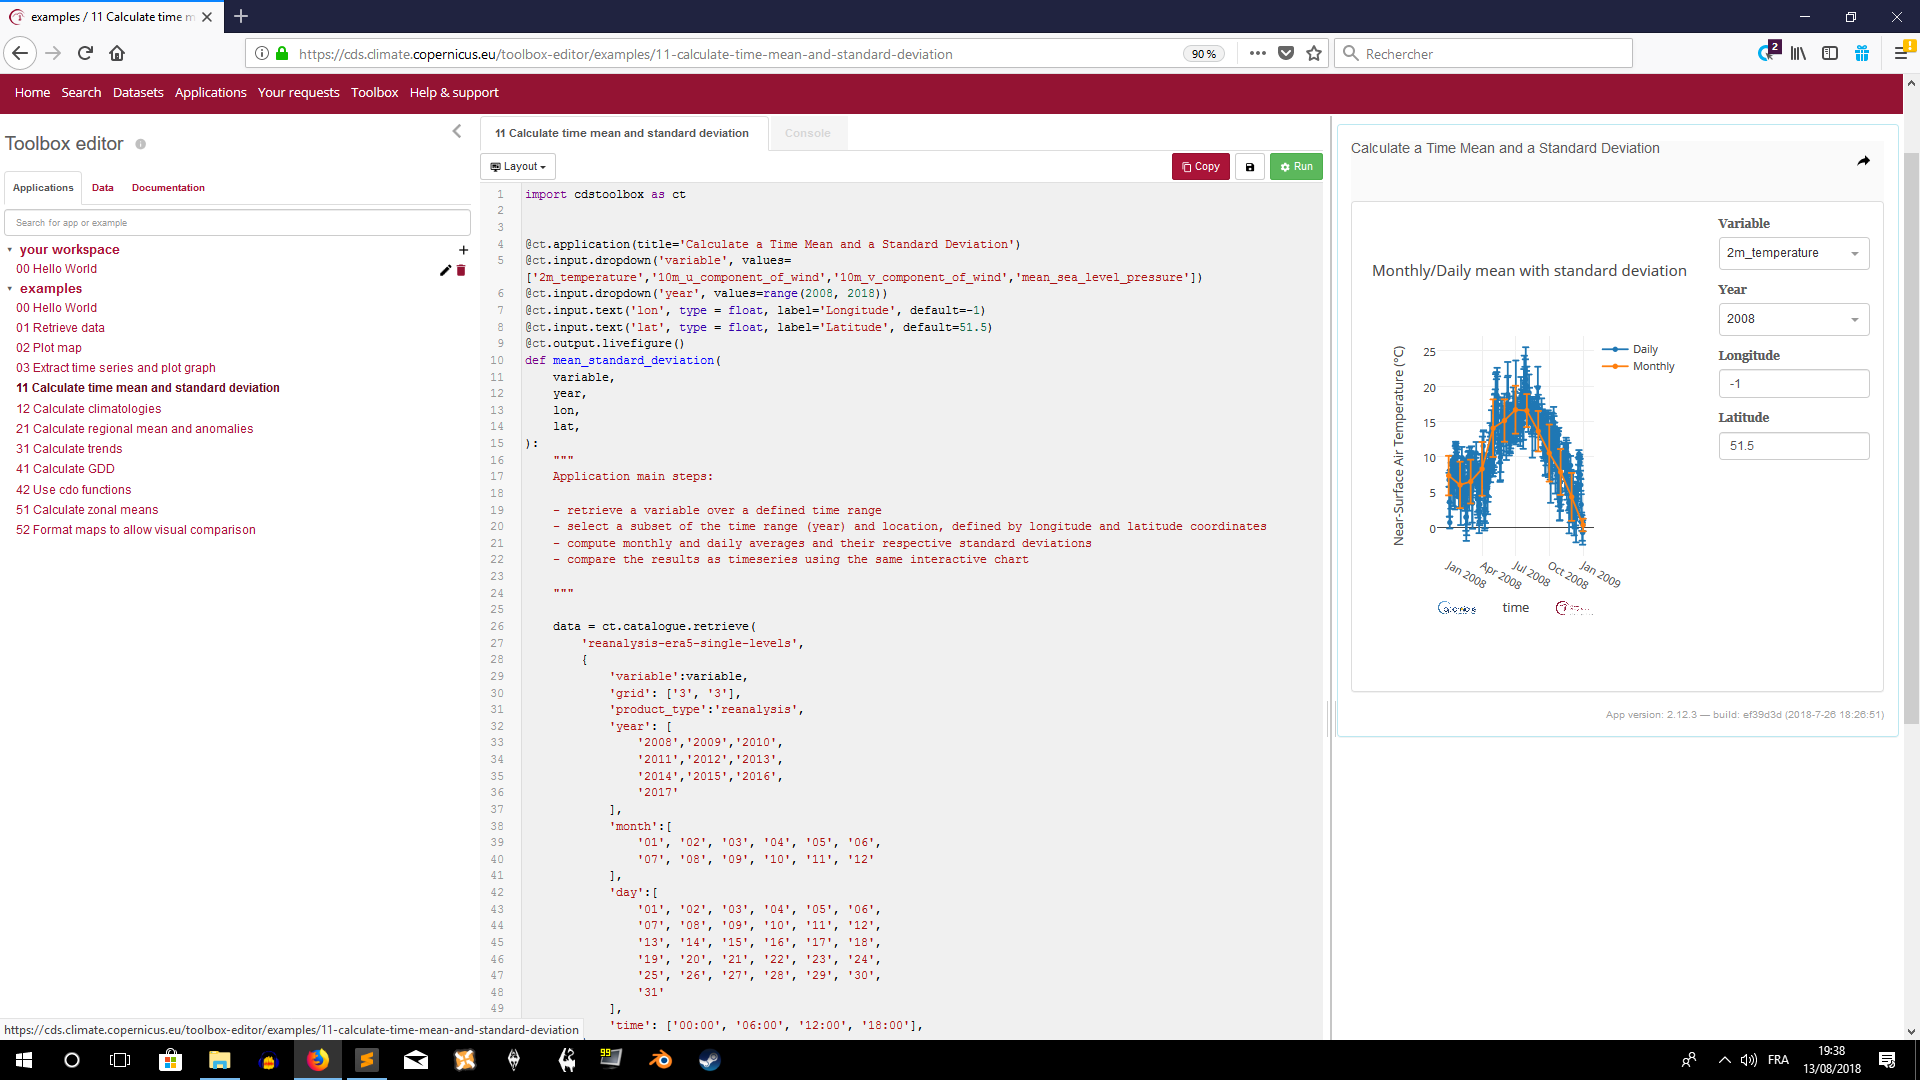 examples / 11 Calculate time m
https://cds.climate.copernicus.eu/toolbox-editor/examples/11-calculate-time-mean-and-standard-deviation
90 %
Rechercher
2
Home Search Datasets Applications Your requests Toolbox Help & support
Toolbox editor
Applications Data Documentation
Search for app or example
your workspace
00 Hello World
examples
00 Hello World
01 Retrieve data
02 Plot map
03 Extract time series and plot graph
11 Calculate time mean and standard deviation
12 Calculate climatologies
21 Calculate regional mean and anomalies
31 Calculate trends
41 Calculate GDD
42 Use cdo functions
51 Calculate zonal means
52 Format maps to allow visual comparison
11 Calculate time mean and standard deviation
Console
Layout
Copy
Run
1 import cdstoolbox as ct
2
3
4 @ct.application(title='Calculate a Time Mean and a Standard Deviation')
5 @ct.input.dropdown('variable', values=
['2m_temperature','10m_u_component_of_wind','10m_v_component_of_wind','mean_sea_level_pressure'])
6 @ct.input.dropdown('year', values=range(2008, 2018))
7 @ct.input.text('lon', type = float, label='Longitude', default=-1)
8 @ct.input.text('lat', type = float, label='Latitude', default=51.5)
9 @ct.output.livefigure()
10 def mean_standard_deviation(
11 variable,
12 year,
13 lon,
14 lat,
15 ):
16 """
17 Application main steps:
18
19 - retrieve a variable over a defined time range
20 - select a subset of the time range (year) and location, defined by longitude and latitude coordinates
21 - compute monthly and daily averages and their respective standard deviations
22 - compare the results as timeseries using the same interactive chart
23
24 """
25
26 data = ct.catalogue.retrieve(
27 'reanalysis-era5-single-levels',
28 {
29 'variable':variable,
30 'grid': ['3', '3'],
31 'product_type':'reanalysis',
32 'year': [
33 '2008','2009','2010',
34 '2011','2012','2013',
35 '2014','2015','2016',
36 '2017'
37 ],
38 'month':[
39 '01', '02', '03', '04', '05', '06',
40 '07', '08', '09', '10', '11', '12'
41 ],
42 'day':[
43 '01', '02', '03', '04', '05', '06',
44 '07', '08', '09', '10', '11', '12',
45 '13', '14', '15', '16', '17', '18',
46 '19', '20', '21', '22', '23', '24',
47 '25', '26', '27', '28', '29', '30',
48 '31'
49 ],
'time': ['00:00', '06:00', '12:00', '18:00'],
Calculate a Time Mean and a Standard Deviation
Monthly/Daily mean with standard deviation
Near-Surface Air Temperature (°C)
25
20
15
10
5
0
Daily
Monthly
Jan 2008
Apr 2008
Jul 2008
Oct 2008
Jan 2009
time
Variable
2m_temperature
Year
2008
Longitude
-1
Latitude
51.5
App version: 2.12.3 — build: ef39d3d (2018-7-26 18:26:51)
https://cds.climate.copernicus.eu/toolbox-editor/examples/11-calculate-time-mean-and-standard-deviation
99
FRA
19:38
13/08/2018